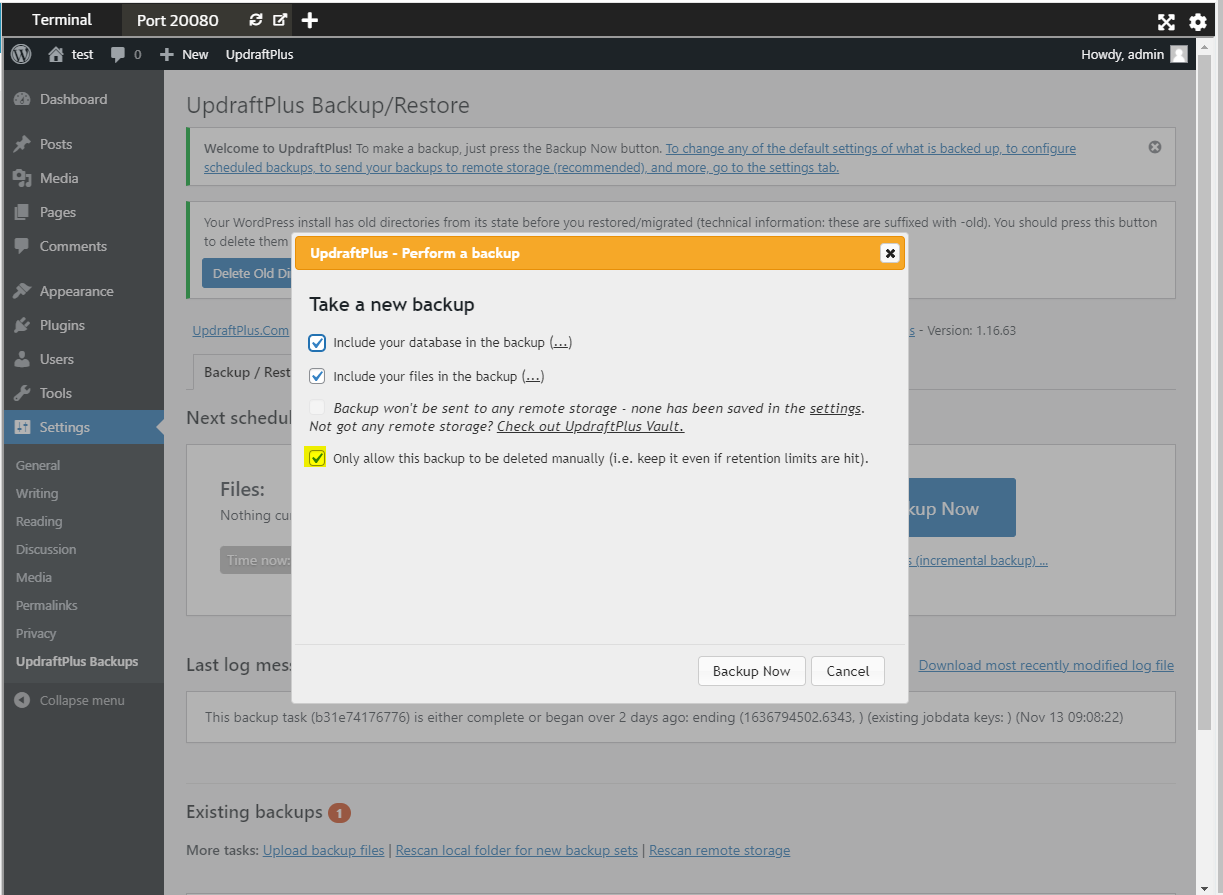 Terminal
Port 20080
test
0
New
UpdraftPlus
Howdy, admin
Dashboard
Posts
Media
Pages
Comments
Appearance
Plugins
Users
Tools
Settings
General
Writing
Reading
Discussion
Media
Permalinks
Privacy
UpdraftPlus Backups
Collapse menu
UpdraftPlus Backup/Restore
Welcome to UpdraftPlus! To make a backup, just press the Backup Now button. To change any of the default settings of what is backed up, to configure
scheduled backups, to send your backups to remote storage (recommended), and more, go to the settings tab.
Your WordPress install has old directories from its state before you restored/migrated (technical information: these are suffixed with -old). You should press this button
to delete them
Delete Old Di
UpdraftPlus.Com
s - Version: 1.16.63
Backup / Rest
Next schedul
Files:
Nothing cu
Time now:
kup Now
s (incremental backup) ...
UpdraftPlus - Perform a backup
Take a new backup
Include your database in the backup (...)
Include your files in the backup (...)
Backup won't be sent to any remote storage - none has been saved in the settings.
Not got any remote storage? Check out UpdraftPlus Vault.
Only allow this backup to be deleted manually (i.e. keep it even if retention limits are hit).
Backup Now
Cancel
Last log mes
Download most recently modified log file
This backup task (b31e74176776) is either complete or began over 2 days ago: ending (1636794502.6343, ) (existing jobdata keys: ) (Nov 13 09:08:22)
Existing backups 1
More tasks: Upload backup files | Rescan local folder for new backup sets | Rescan remote storage